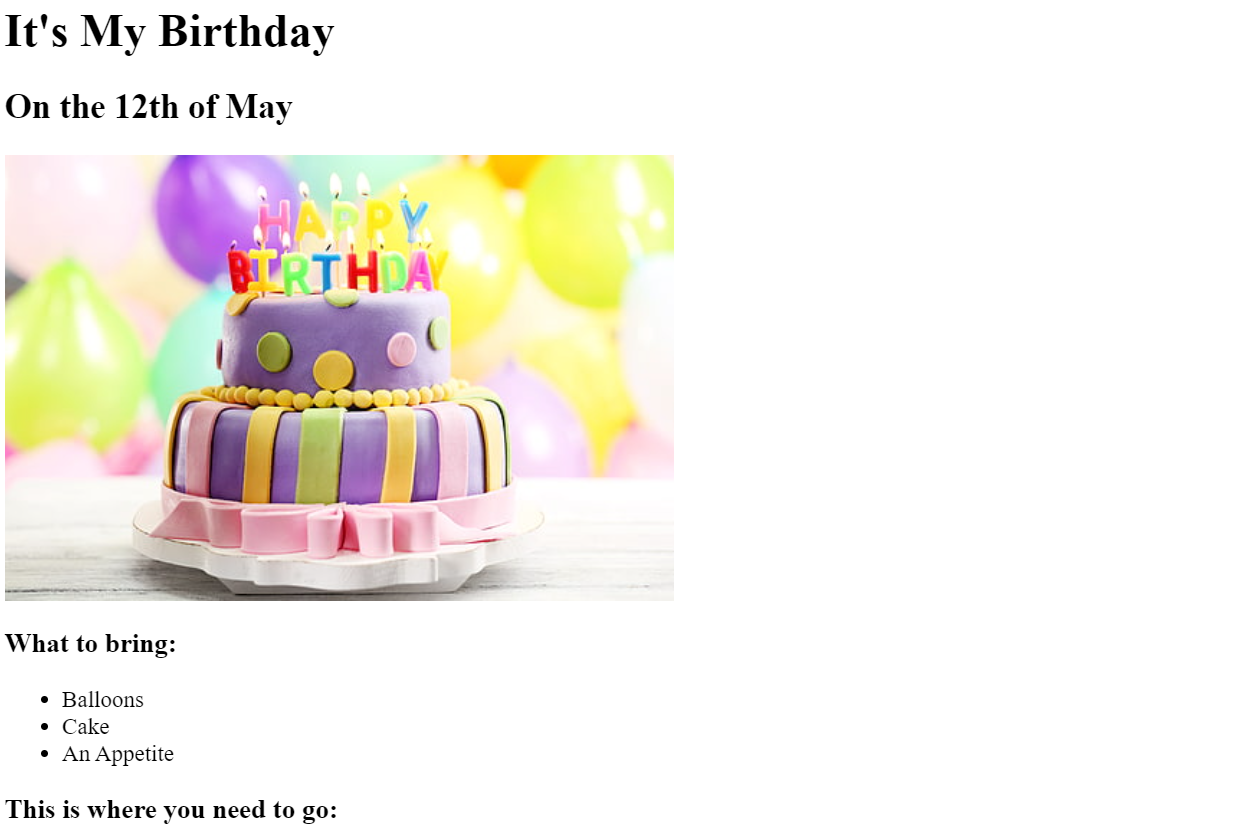 It's My Birthday
On the 12th of May
HAPPY
BIRTHDAY
What to bring:
Balloons
Cake
An Appetite
This is where you need to go: